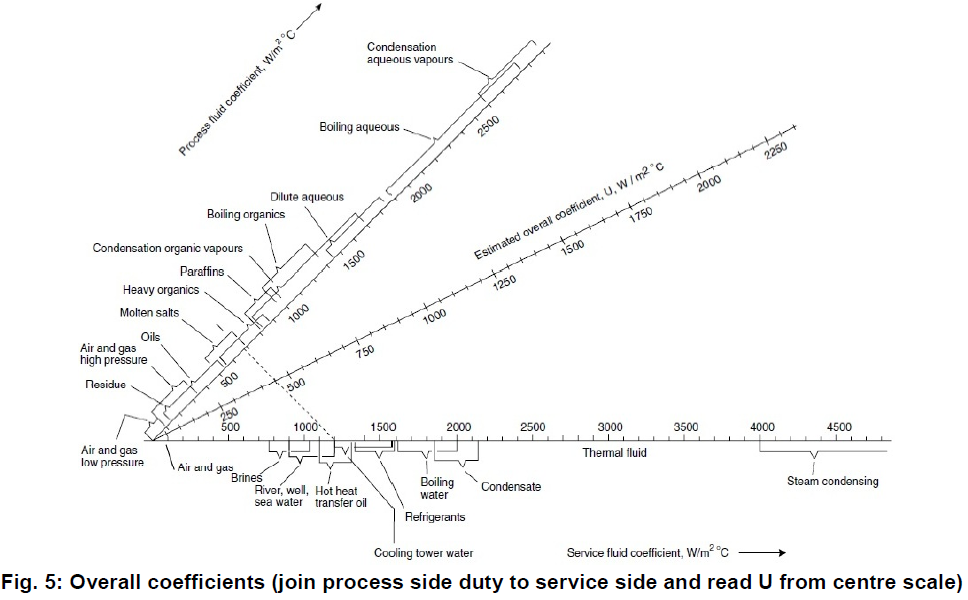 Process fluid coefficient, W/m² °C
Condensation
aqueous vapours
Boiling aqueous
2500
2000
Dilute aqueous
Boiling organics
Condensation organic vapours
Paraffins
Heavy organics
Molten salts
Oils
Air and gas
high pressure
Residue
1500
1000
500
Estimated overall coefficient, U, W / m² °C
2250
2000
1750
1500
1250
1000
750
500
250
Air and gas
low pressure
500
1000
1500
2000
2500
3000
3500
4000
4500
Air and gas
Brines
River, well,
sea water
Hot heat
transfer oil
Refrigerants
Cooling tower water
Boiling
water
Condensate
Thermal fluid
Steam condensing
Service fluid coefficient, W/m² °C
Fig. 5: Overall coefficients (join process side duty to service side and read U from centre scale)